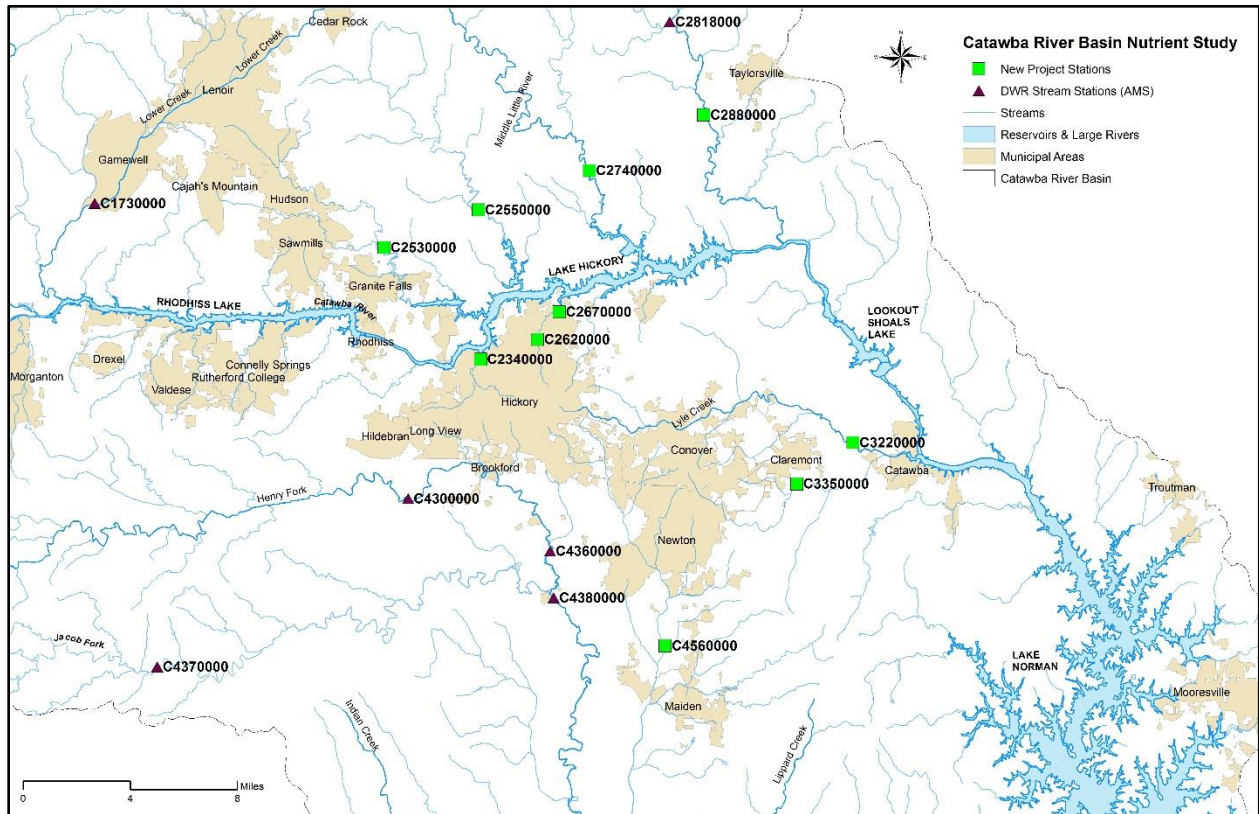 Cedar Rock
Lower Creek
Lenoir
Lower Creek
Gamewell
Cajah's Mountain
Hudson
Sawmills
Granite Falls
C1730000
C2530000
C2550000
C2740000
C2818000
C2880000
Taylorsville
Middle Little River
LAKE HICKORY
RHODHISS LAKE
Catawba River
Rhodhiss
Drexel
Morganton
Connelly Springs
Rutherford College
Valdese
C2670000
C2620000
C2340000
Hickory
Hildebran
Long View
Brookford
LOOKOUT
SHOALS
LAKE
Lyle Creek
Conover
Claremont
C3220000
Catawba
C3350000
Troutman
Henry Fork
C4300000
C4360000
Newton
C4380000
C4560000
Jacob Fork
C4370000
Maiden
Indian Creek
Lippard Creek
LAKE
NORMAN
Mooresville
N
Catawba River Basin Nutrient Study
New Project Stations
DWR Stream Stations (AMS)
Streams
Reservoirs & Large Rivers
Municipal Areas
Catawba River Basin
Miles
0 4 8